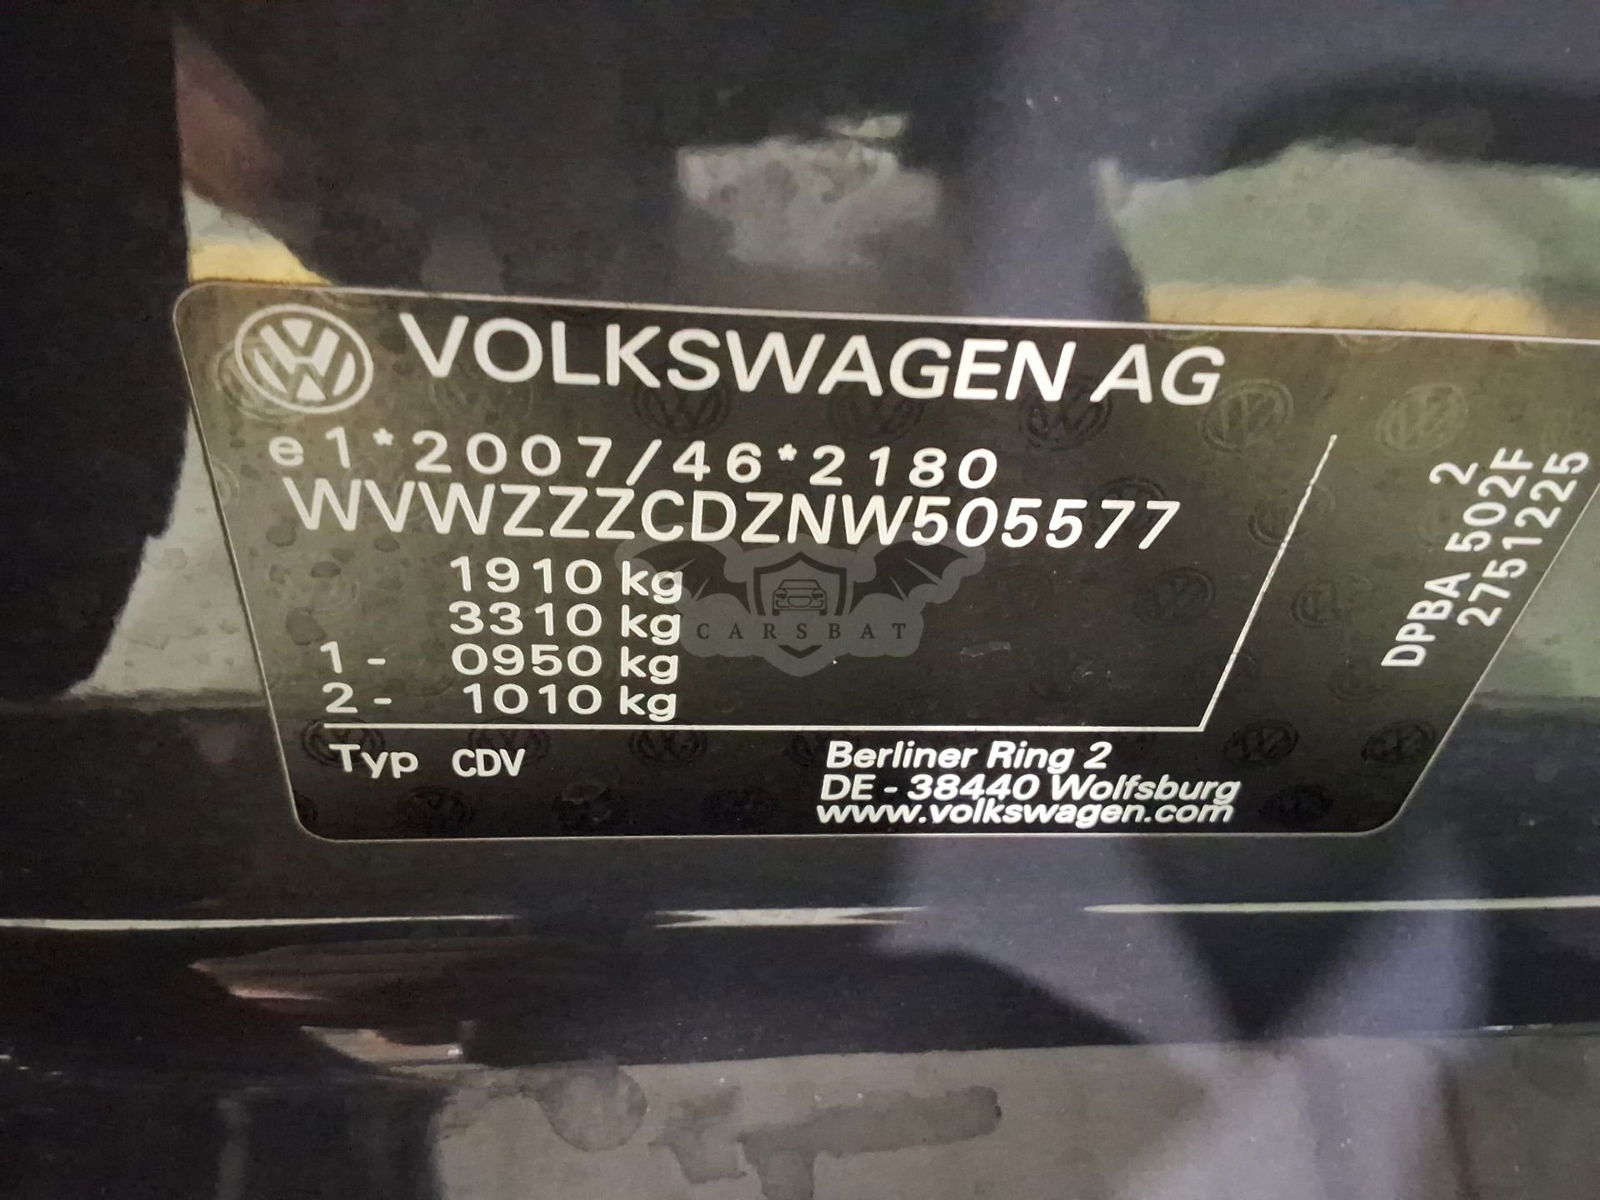 VOLKSWAGEN AG
e1*2007/46*2180
WVWZZZCDZNW505577
1910 kg
3310 kg
1- 0950 kg
2- 1010 kg
Typ CDV
Berliner Ring 2
DE - 38440 Wolfsburg
www.volkswagen.com
2
DPBA 502F
2751225
CARSBAT